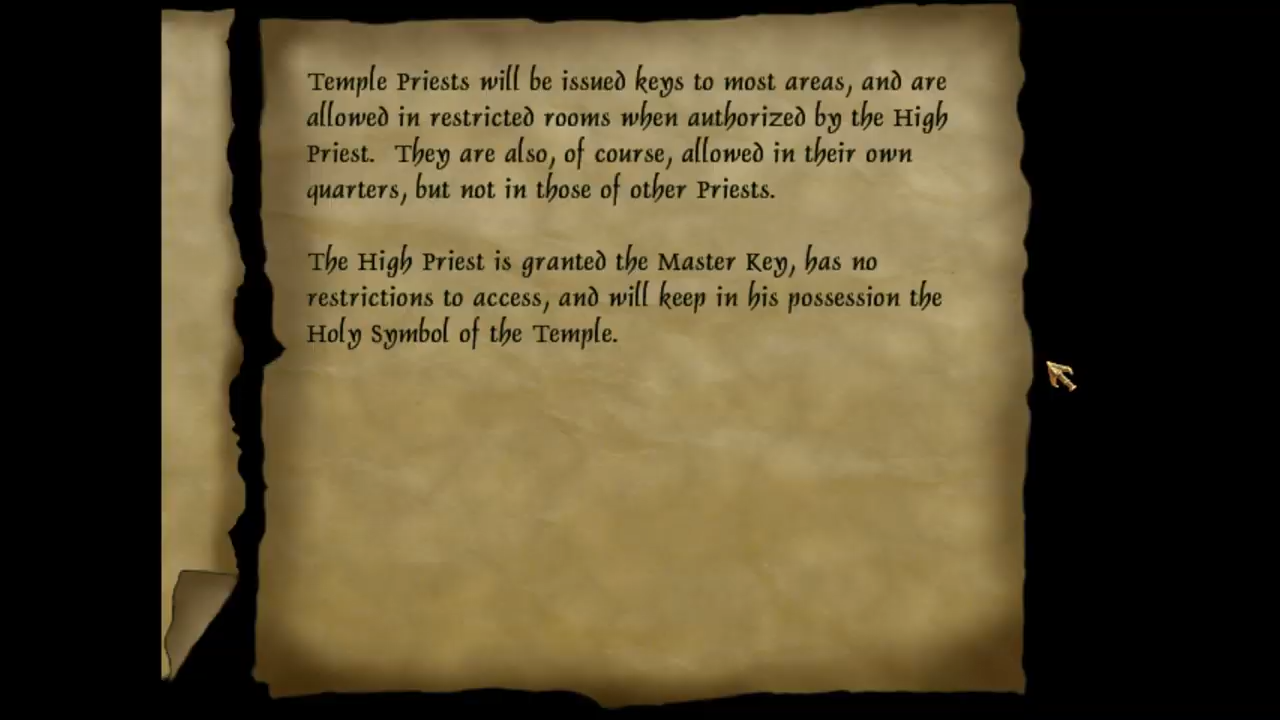 Temple Priests will be issued keys to most areas, and are
allowed in restricted rooms when authorized by the High
Priest.  They are also, of course, allowed in their own
quarters, but not in those of other Priests.
The High Priest is granted the Master Key, has no
restrictions to access, and will keep in his possession the
Holy Symbol of the Temple.